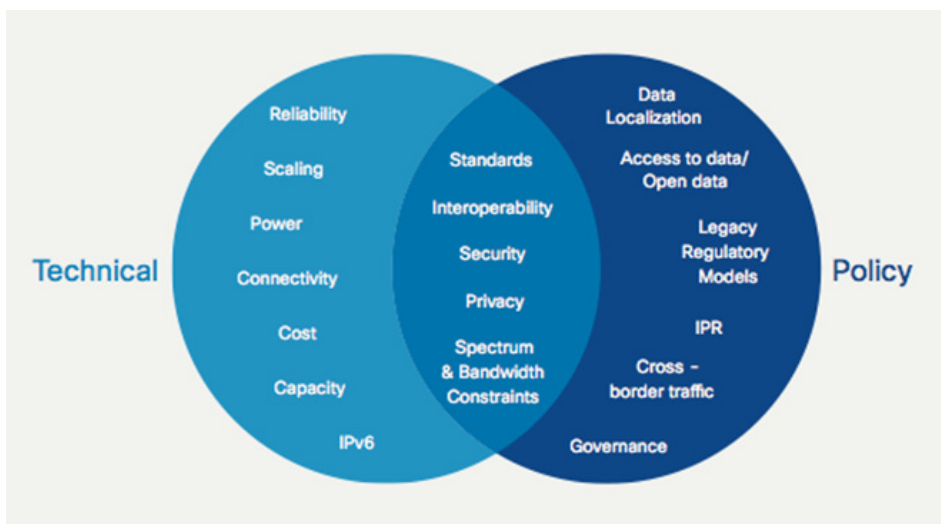 Technical
Reliability
Scaling
Power
Connectivity
Cost
Capacity
IPv6
Standards
Interoperability
Security
Privacy
Spectrum
& Bandwidth
Constraints
Data
Localization
Access to data/
Open data
Legacy
Regulatory
Models
IPR
Cross -
border traffic
Governance
Policy